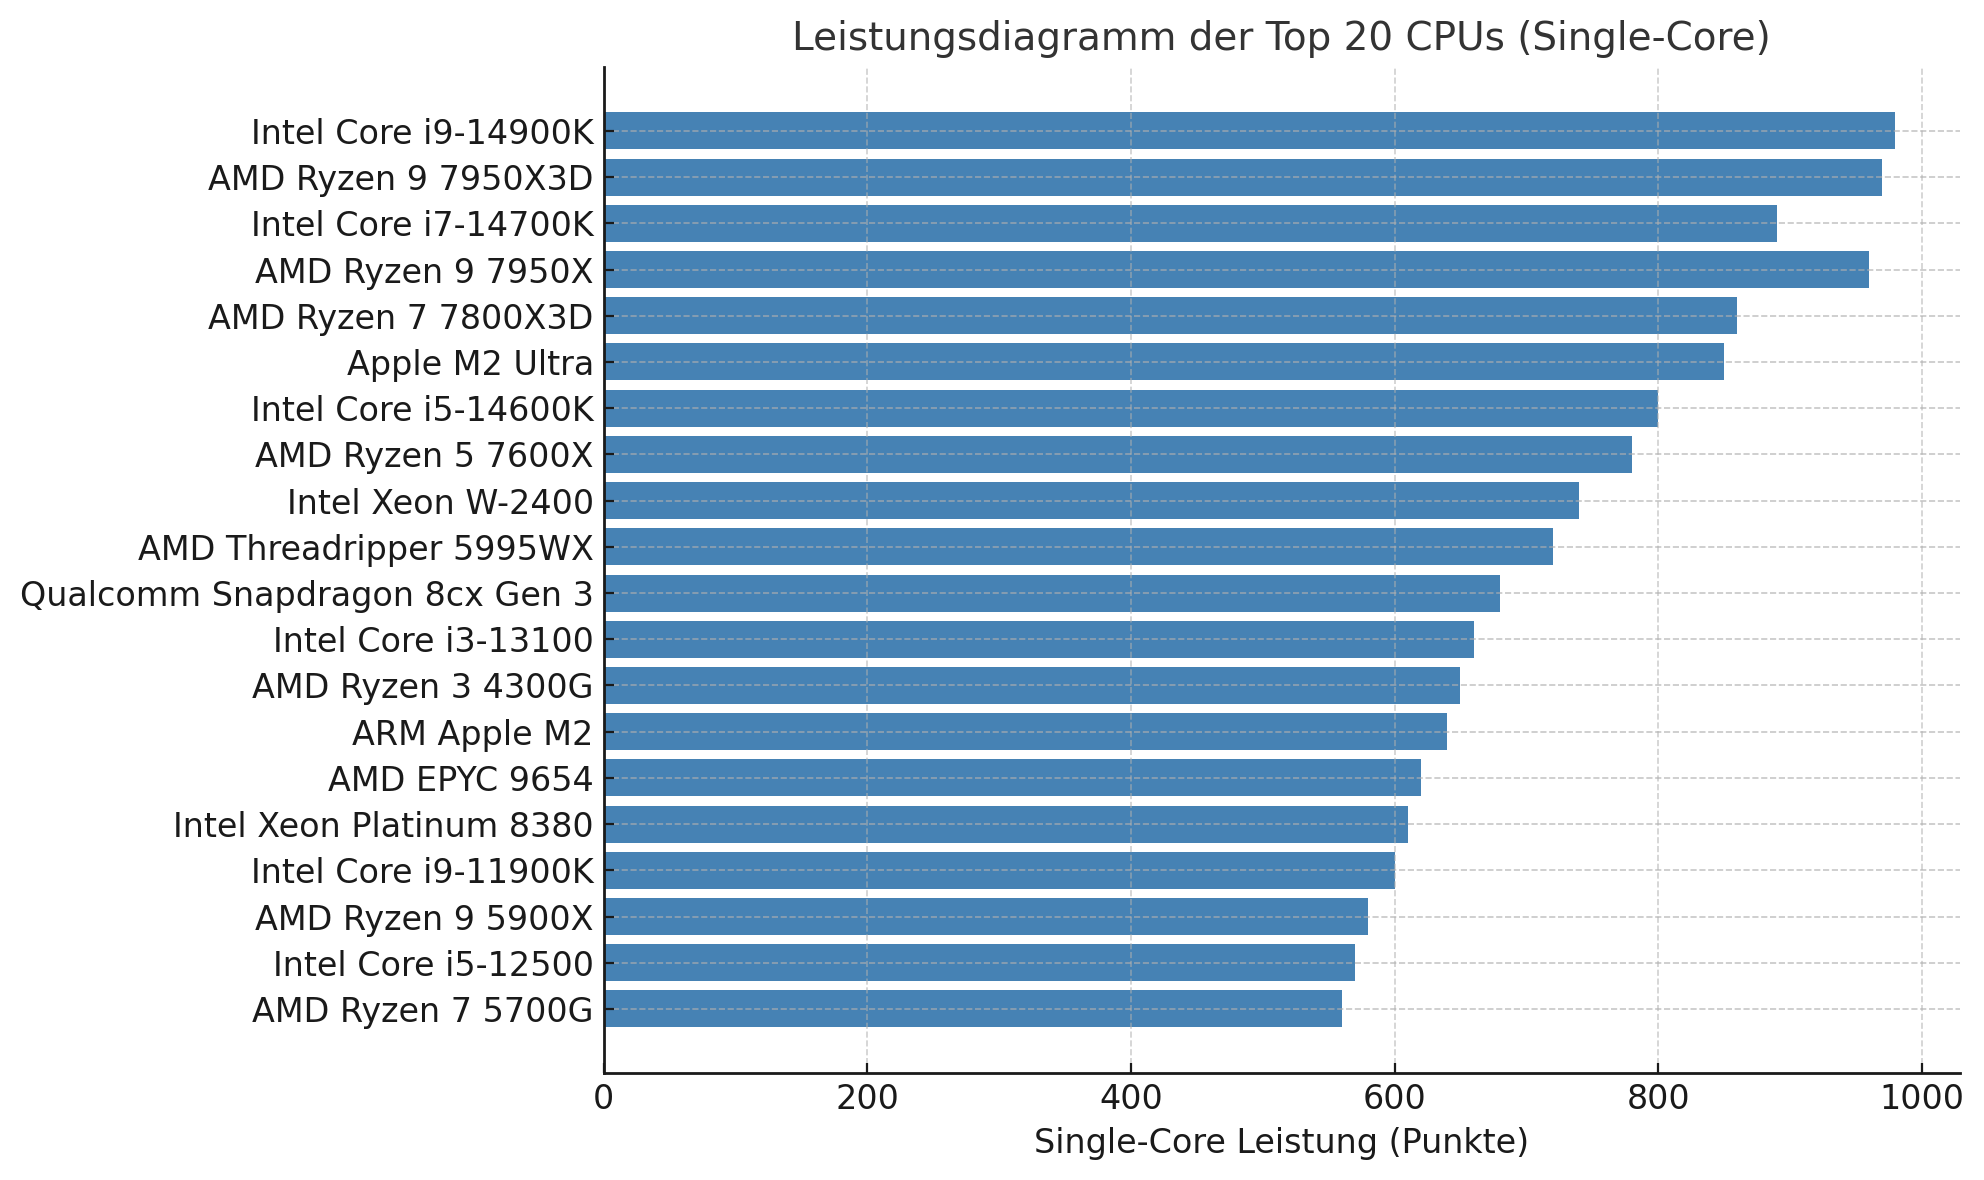 Leistungsdiagramm der Top 20 CPUs (Single-Core)
Intel Core i9-14900K
AMD Ryzen 9 7950X3D
Intel Core i7-14700K
AMD Ryzen 9 7950X
AMD Ryzen 7 7800X3D
Apple M2 Ultra
Intel Core i5-14600K
AMD Ryzen 5 7600X
Intel Xeon W-2400
AMD Threadripper 5995WX
Qualcomm Snapdragon 8cx Gen 3
Intel Core i3-13100
AMD Ryzen 3 4300G
ARM Apple M2
AMD EPYC 9654
Intel Xeon Platinum 8380
Intel Core i9-11900K
AMD Ryzen 9 5900X
Intel Core i5-12500
AMD Ryzen 7 5700G
0 200 400 600 800 1000
Single-Core Leistung (Punkte)